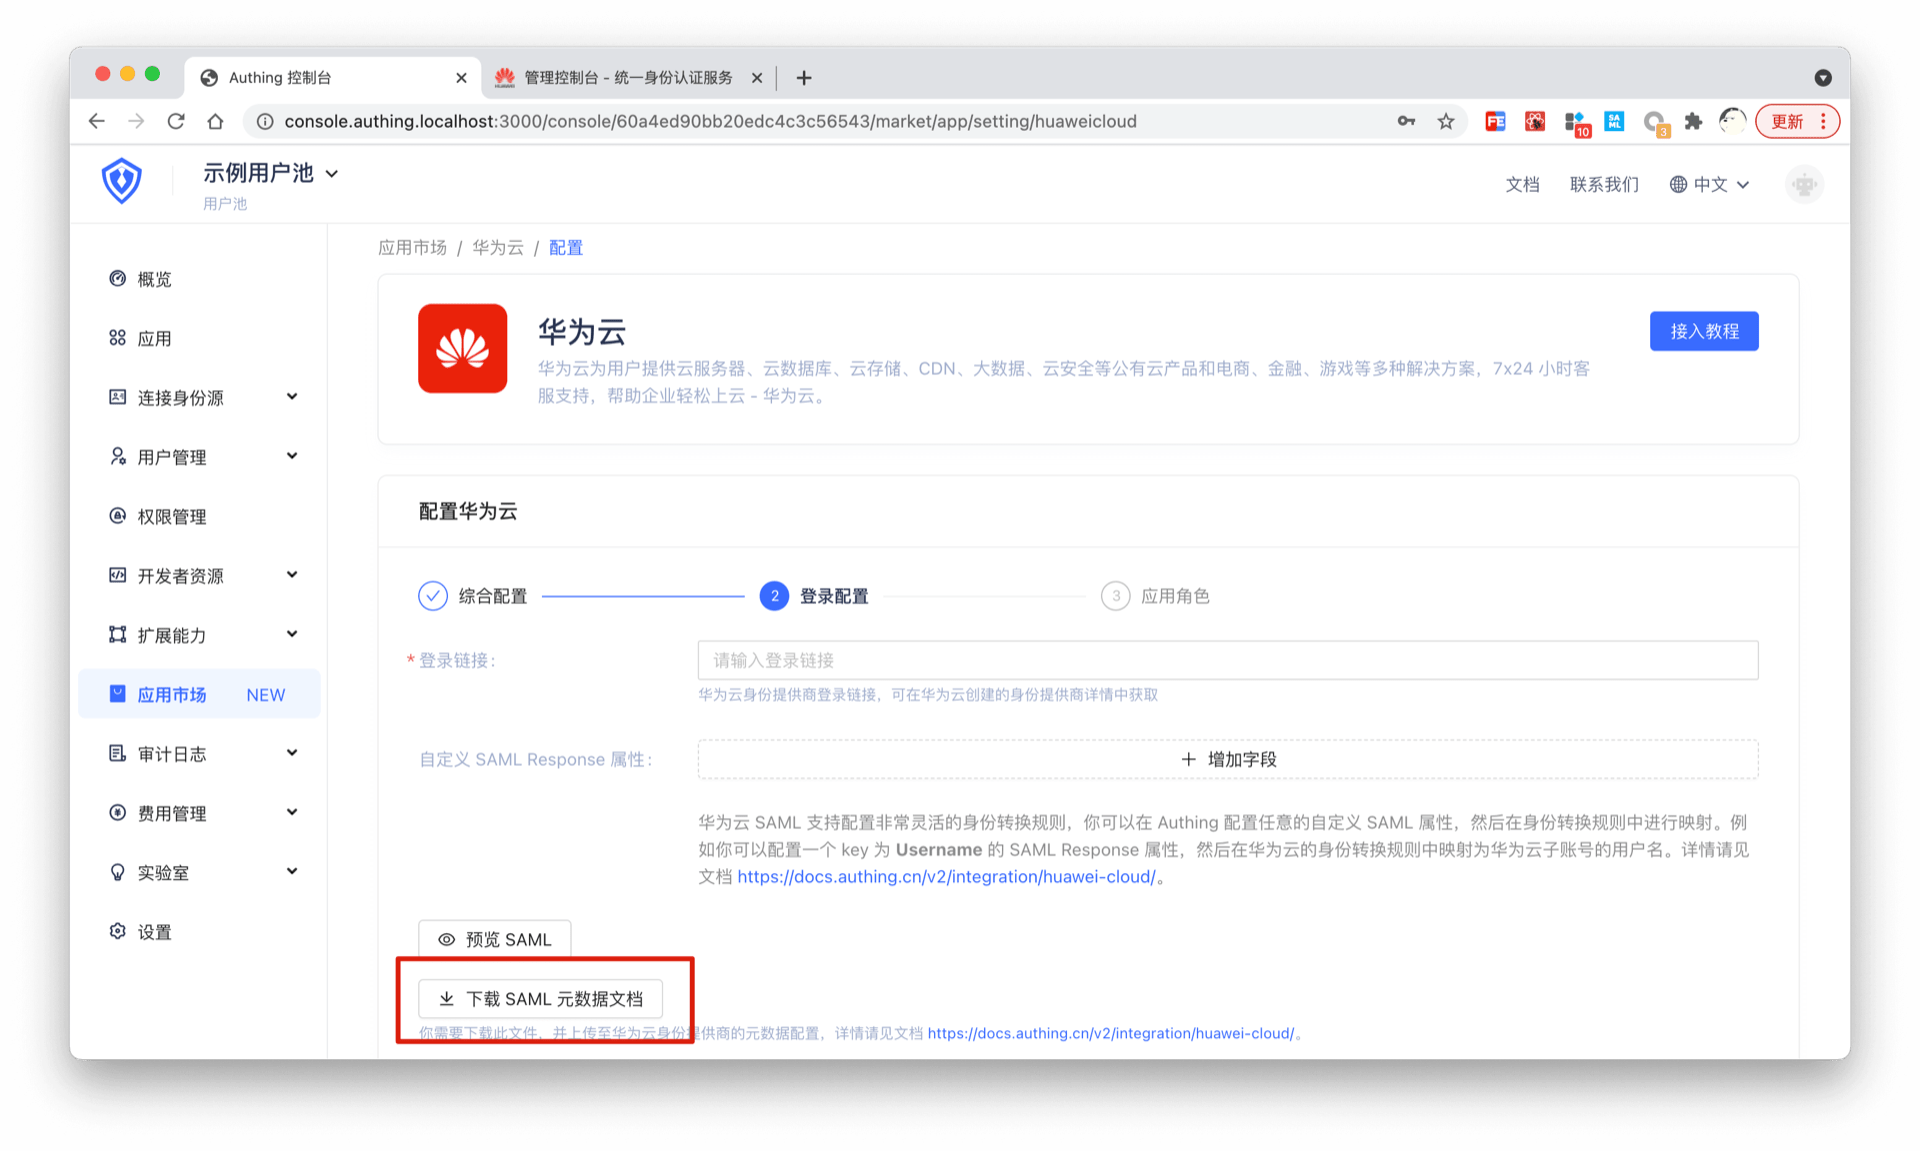 Authing 控制台
管理控制台 - 统一身份认证服务
console.authing.localhost:3000/console/60a4ed90bb20edc4c3c56543/market/app/setting/huaweicloud
FE
10
SA
ML
3
更新
示例用户池
用户池
文档
联系我们
中文
概览
应用
连接身份源
用户管理
权限管理
开发者资源
扩展能力
应用市场 NEW
审计日志
费用管理
实验室
设置
应用市场 / 华为云 / 配置
华为云
接入教程
华为云为用户提供云服务器、云数据库、云存储、CDN、大数据、云安全等公有云产品和电商、金融、游戏等多种解决方案，7x24 小时客
服支持，帮助企业轻松上云 - 华为云。
配置华为云
综合配置
2 登录配置
3 应用角色
* 登录链接：
请输入登录链接
华为云身份提供商登录链接，可在华为云创建的身份提供商详情中获取
自定义 SAML Response 属性：
+ 增加字段
华为云 SAML 支持配置非常灵活的身份转换规则，你可以在 Authing 配置任意的自定义 SAML 属性，然后在身份转换规则中进行映射。例
如你可以配置一个 key 为 Username 的 SAML Response 属性，然后在华为云的身份转换规则中映射为华为云子账号的用户名。详情请见
文档 https://docs.authing.cn/v2/integration/huawei-cloud/。
预览 SAML
下载 SAML 元数据文档
你需要下载此文件，并上传至华为云身份提供商的元数据配置，详情请见文档 https://docs.authing.cn/v2/integration/huawei-cloud/。